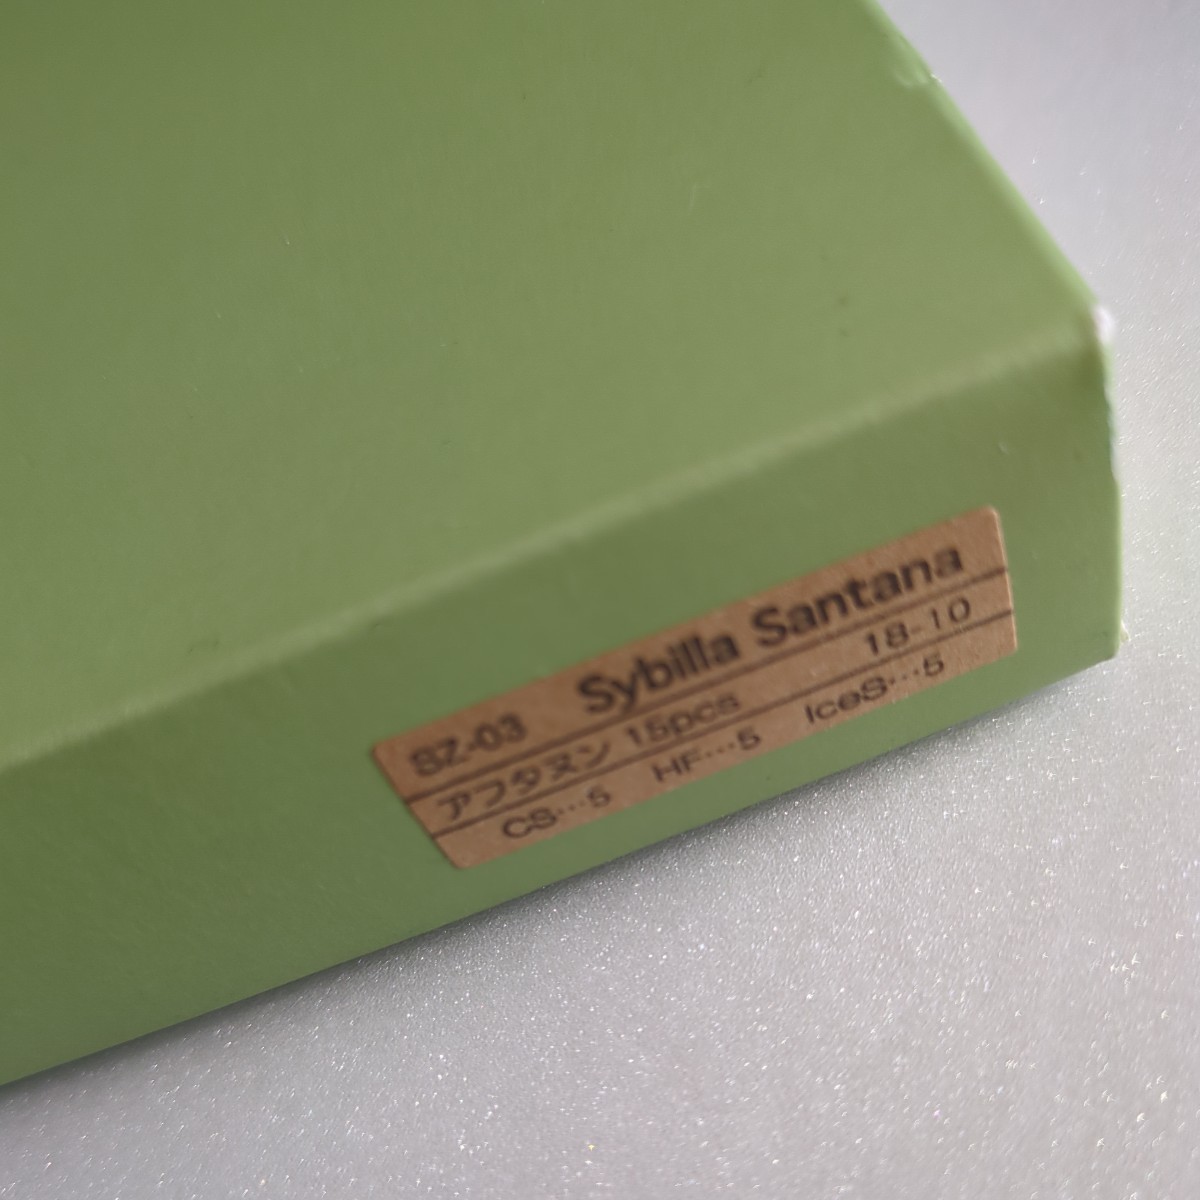 SZ-03 Sybilla Santana
アフタヌン 15pcs 18-10
CS…5 HF…5 IceS…5